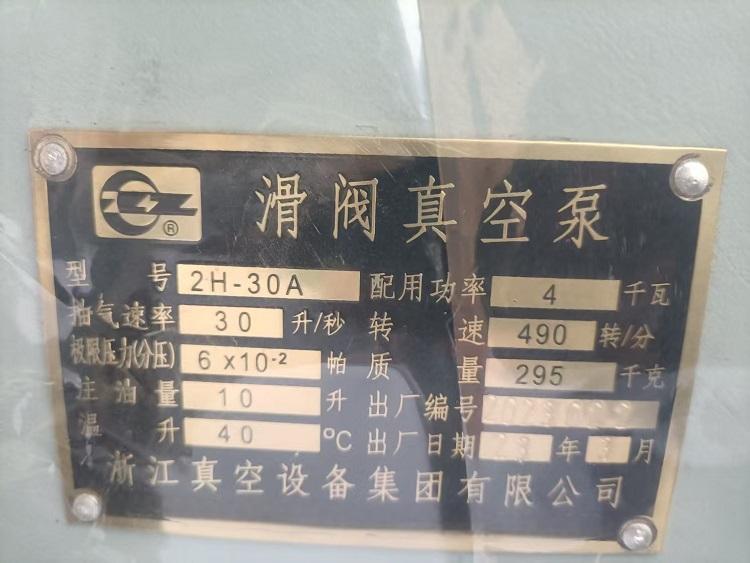 ®
滑阀真空泵
型 号 2H-30A 配用功率 4 千瓦
抽气速率 30 升/秒 转 速 490 转/分
极限压力(分压) 6x10-² 帕 质 量 295 千克
注油量 10 升 出厂编号
温 升 40 ℃ 出厂日期 年 月
浙江真空设备集团有限公司